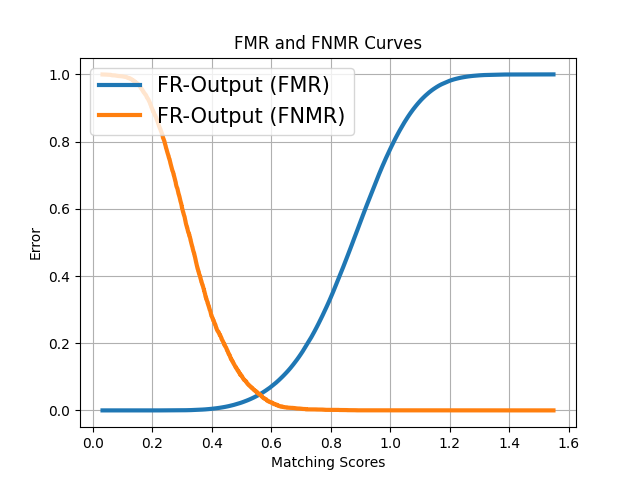 FMR and FNMR Curves
FR-Output (FMR)
FR-Output (FNMR)
1.0
0.8
0.6
0.4
0.2
0.0
Error
0.0 0.2 0.4 0.6 0.8 1.0 1.2 1.4 1.6
Matching Scores